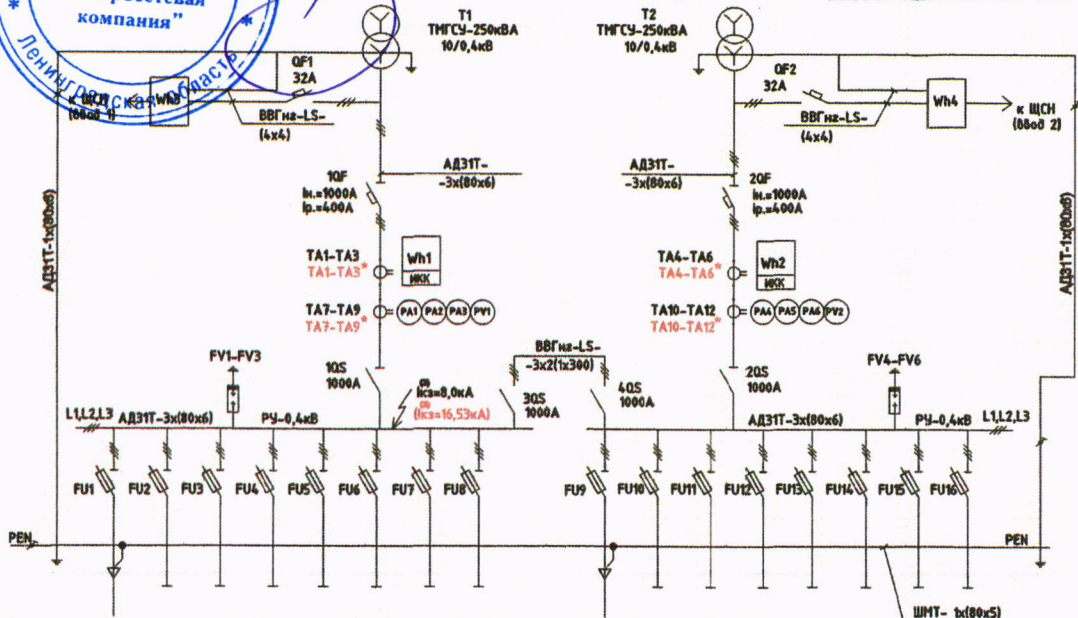 сетевая
компания"
Ленинградская область
T1
ТМГСУ-250кВА
10/0,4кВ
T2
ТМГСУ-250кВА
10/0,4кВ
QF1
32А
QF2
32А
Wh3
Wh4
к ЩСН
(ввод 1)
к ЩСН
(ввод 2)
ВВГнг-LS-
(4х4)
ВВГнг-LS-
(4х4)
АД31Т-
-3х(80х6)
АД31Т-
-3х(80х6)
1QF
Iн.=1000А
Iр.=400А
2QF
Iн.=1000А
Iр.=400А
АД31Т-1х(80х6)
АД31Т-1х(80х6)
ТА1-ТА3
ТА1-ТА3*
Wh1
ИКК
ТА4-ТА6
ТА4-ТА6*
Wh2
ИКК
ТА7-ТА9
ТА7-ТА9*
PA1 PA2 PA3 PV1
ТА10-ТА12
ТА10-ТА12*
PA4 PA5 PA6 PV2
ВВГнг-LS-
-3х2(1х300)
FV1-FV3
FV4-FV6
1QS
1000А
(3)
Iкз=8,0кА
(3)
(Iкз=16,53кА)
3QS
1000А
4QS
1000А
2QS
1000А
L1,L2,L3
АД31Т-3х(80х6)
РУ-0,4кВ
АД31Т-3х(80х6)
РУ-0,4кВ
L1,L2,L3
FU1 FU2 FU3 FU4 FU5 FU6 FU7 FU8 FU9 FU10 FU11 FU12 FU13 FU14 FU15 FU16
PEN
PEN
ШМТ- 1х(80х5)